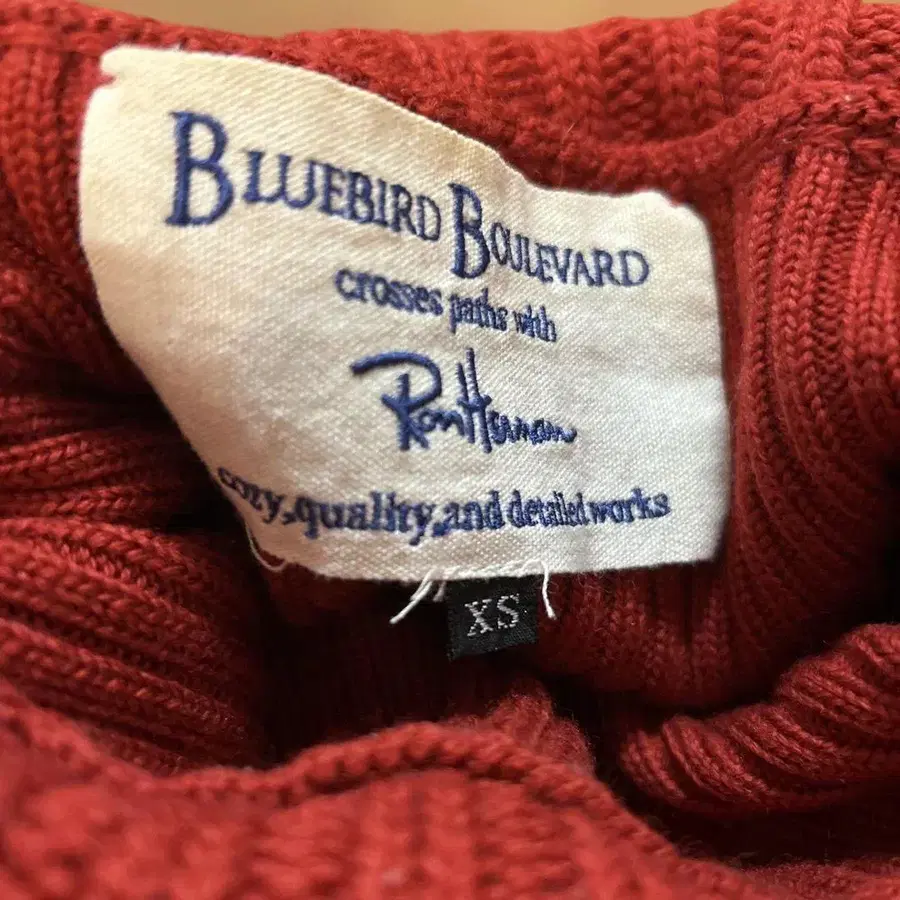 BLUEBIRD BOULEVARD
crosses paths with
Ron Herman
cozy, quality, and detailed works
XS